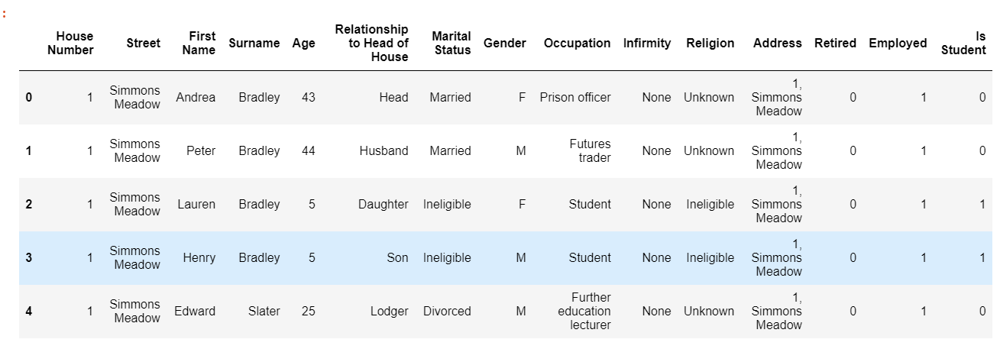 :
House Number Street First Name Surname Age Relationship to Head of House Marital Status Gender Occupation Infirmity Religion Address Retired Employed Is Student
0 1 Simmons Meadow Andrea Bradley 43 Head Married F Prison officer None Unknown 1, Simmons Meadow 0 1 0
1 1 Simmons Meadow Peter Bradley 44 Husband Married M Futures trader None Unknown 1, Simmons Meadow 0 1 0
2 1 Simmons Meadow Lauren Bradley 5 Daughter Ineligible F Student None Ineligible 1, Simmons Meadow 0 1 1
3 1 Simmons Meadow Henry Bradley 5 Son Ineligible M Student None Ineligible 1, Simmons Meadow 0 1 1
4 1 Simmons Meadow Edward Slater 25 Lodger Divorced M Further education lecturer None Unknown 1, Simmons Meadow 0 1 0